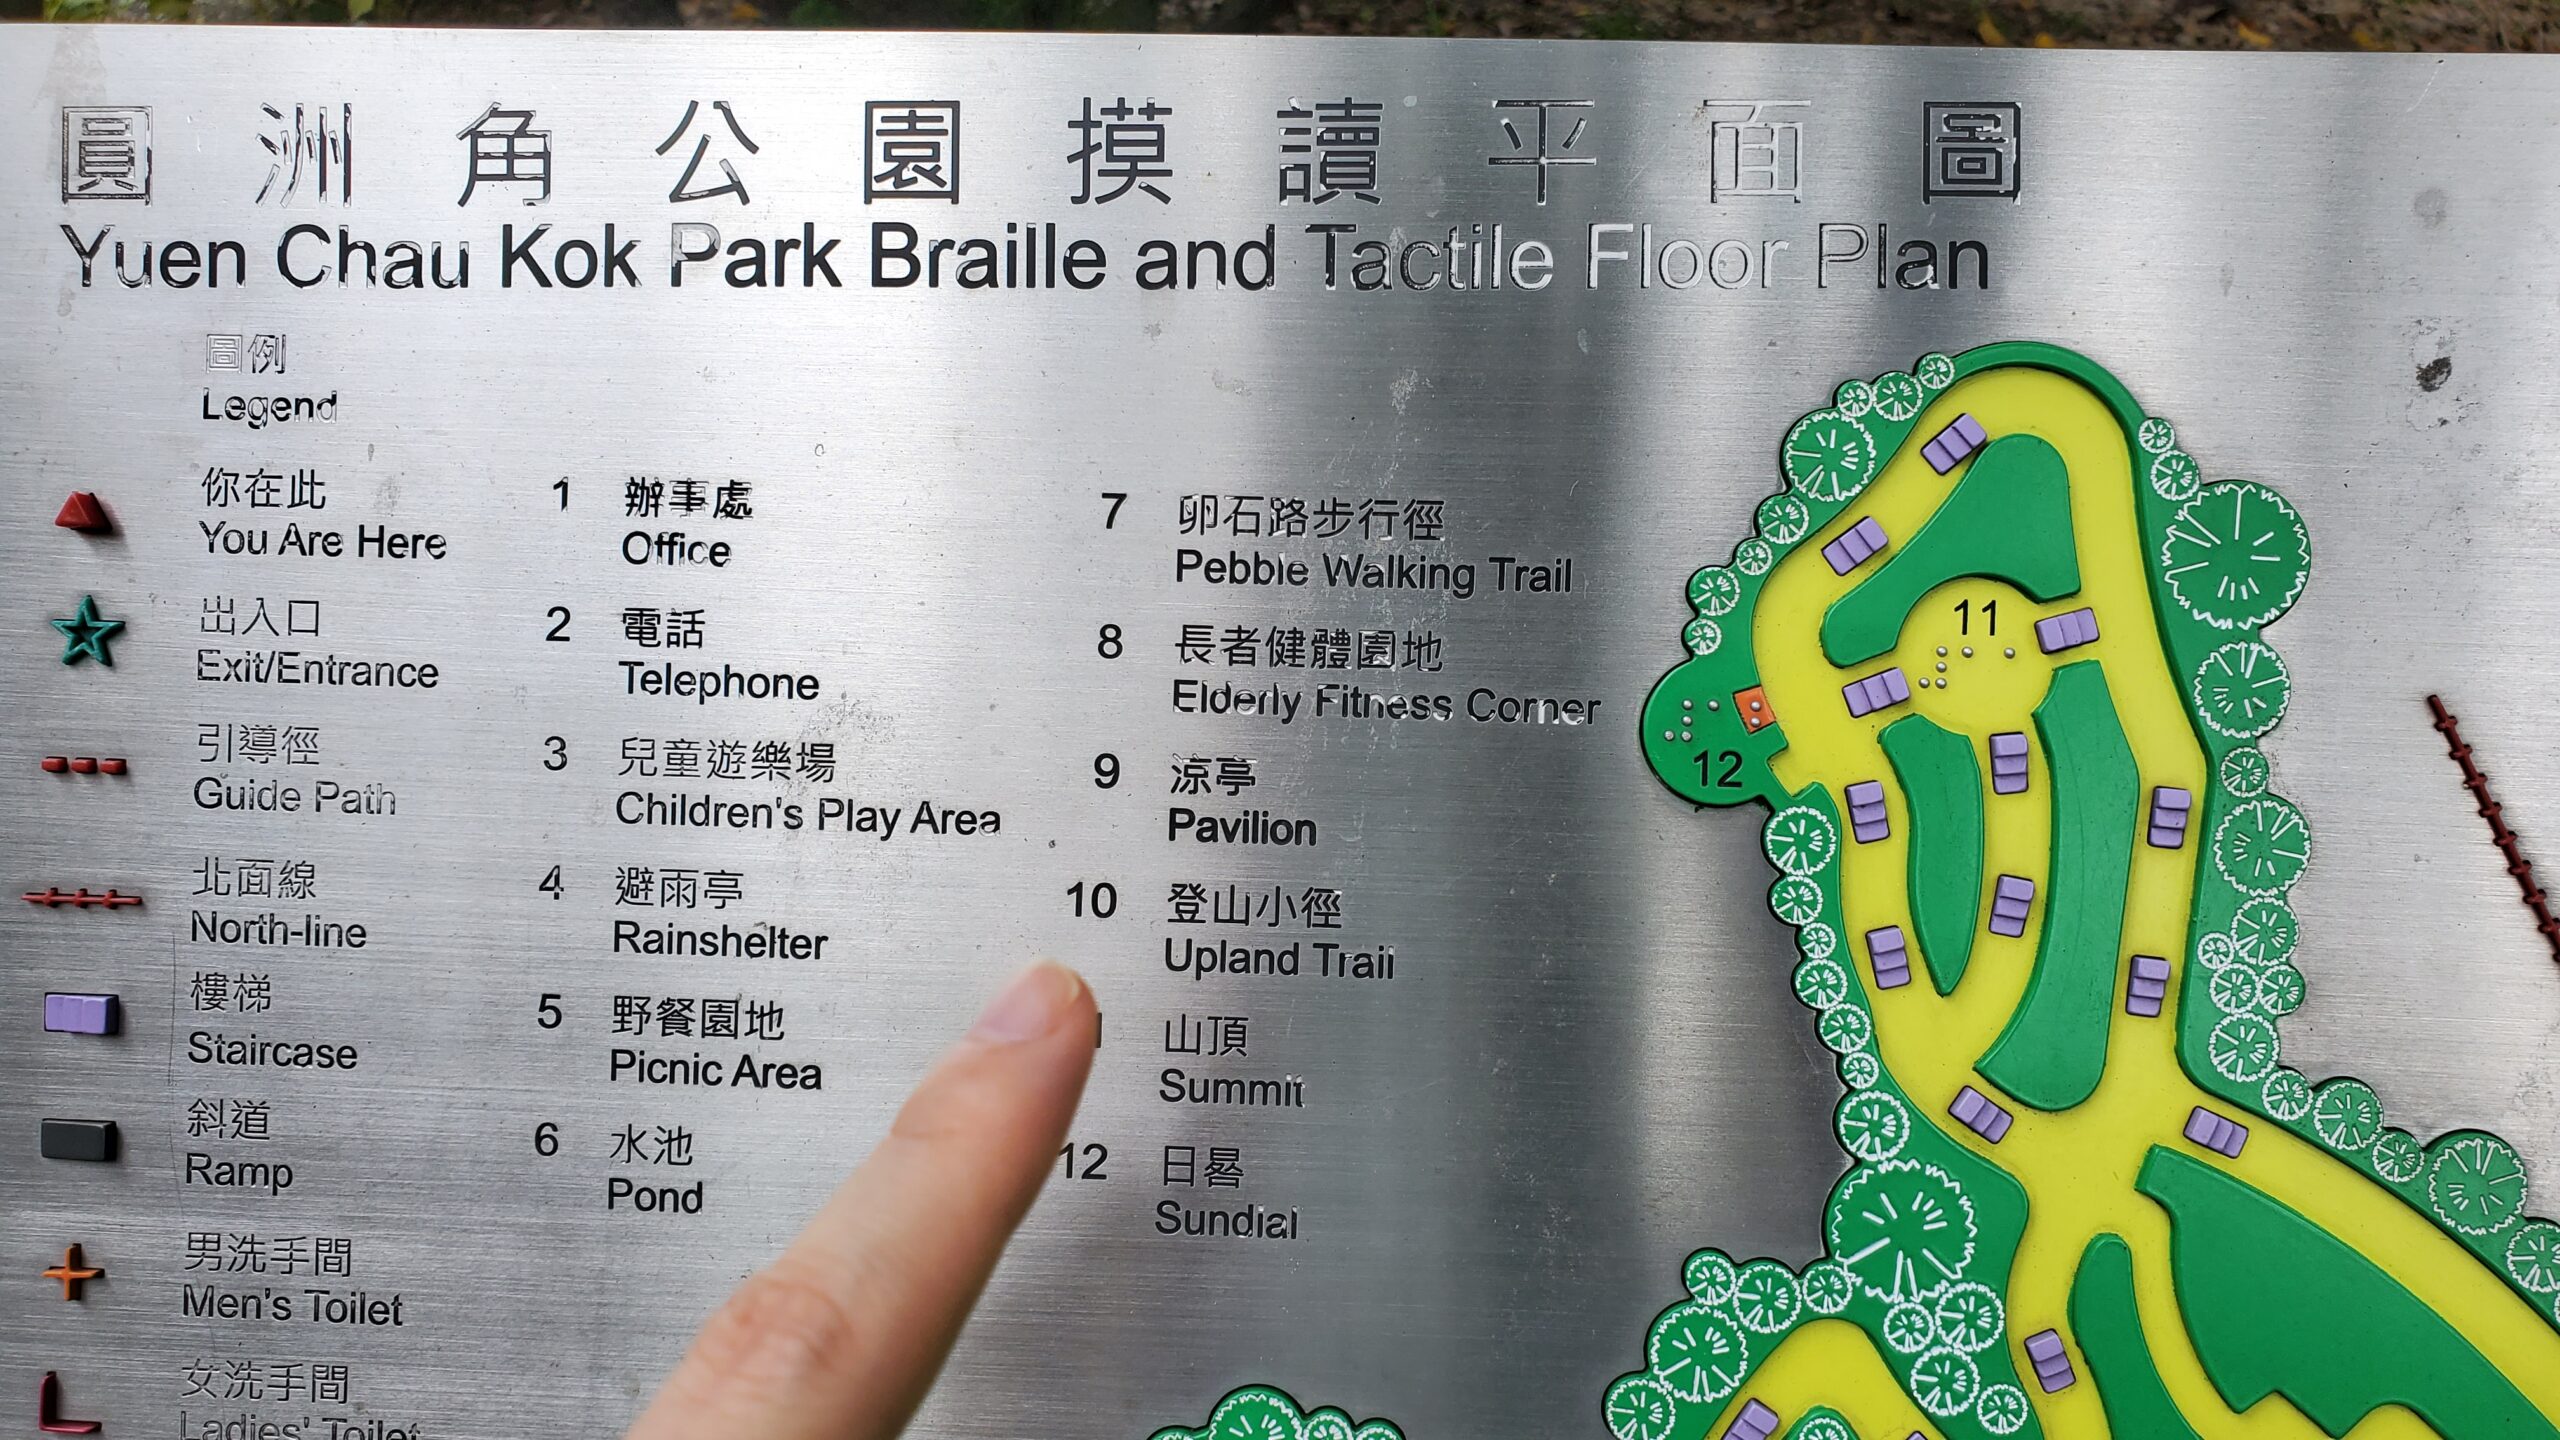 圓洲角公園摸讀平面圖
Yuen Chau Kok Park Braille and Tactile Floor Plan
圖例
Legend
你在此
You Are Here
出入口
Exit/Entrance
引導徑
Guide Path
北面線
North-line
樓梯
Staircase
斜道
Ramp
男洗手間
Men's Toilet
女洗手間
Ladies' Toilet
1 辦事處
Office
2 電話
Telephone
3 兒童遊樂場
Children's Play Area
4 避雨亭
Rainshelter
5 野餐園地
Picnic Area
6 水池
Pond
7 卵石路步行徑
Pebble Walking Trail
8 長者健體園地
Elderly Fitness Corner
9 涼亭
Pavilion
10 登山小徑
Upland Trail
山頂
Summit
12 日晷
Sundial
11
12